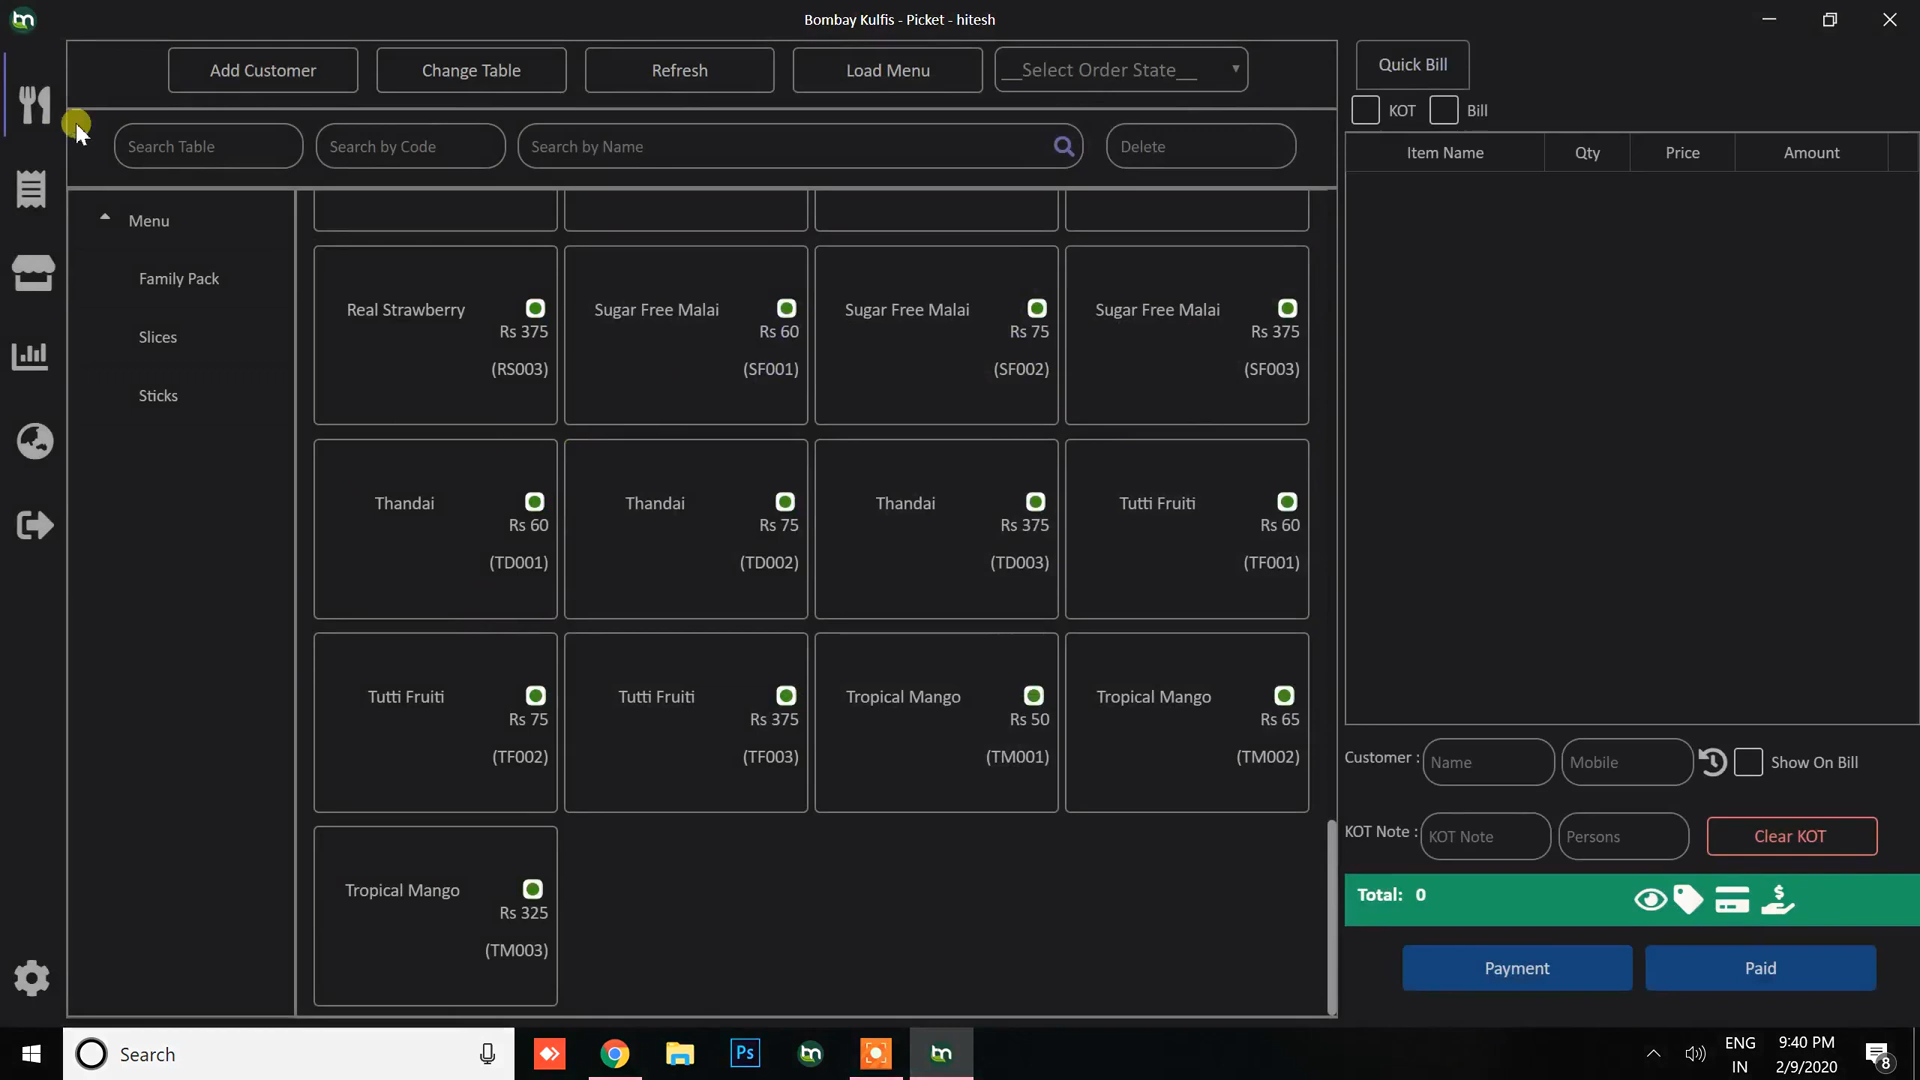 Bombay Kulfis - Picket - hitesh
Add Customer
Change Table
Refresh
Load Menu
__Select Order State__
Quick Bill
KOT
Bill
Search Table
Search by Code
Search by Name
Delete
Item Name
Qty
Price
Amount
Menu
Family Pack
Slices
Sticks
Real Strawberry
Rs 375
(RS003)
Sugar Free Malai
Rs 60
(SF001)
Sugar Free Malai
Rs 75
(SF002)
Sugar Free Malai
Rs 375
(SF003)
Thandai
Rs 60
(TD001)
Thandai
Rs 75
(TD002)
Thandai
Rs 375
(TD003)
Tutti Fruiti
Rs 60
(TF001)
Tutti Fruiti
Rs 75
(TF002)
Tutti Fruiti
Rs 375
(TF003)
Tropical Mango
Rs 50
(TM001)
Tropical Mango
Rs 65
(TM002)
Tropical Mango
Rs 325
(TM003)
Customer :
Name
Mobile
Show On Bill
KOT Note :
KOT Note
Persons
Clear KOT
Total: 0
Payment
Paid
Search
Ps
bm
bm
ENG
IN
9:40 PM
2/9/2020
8